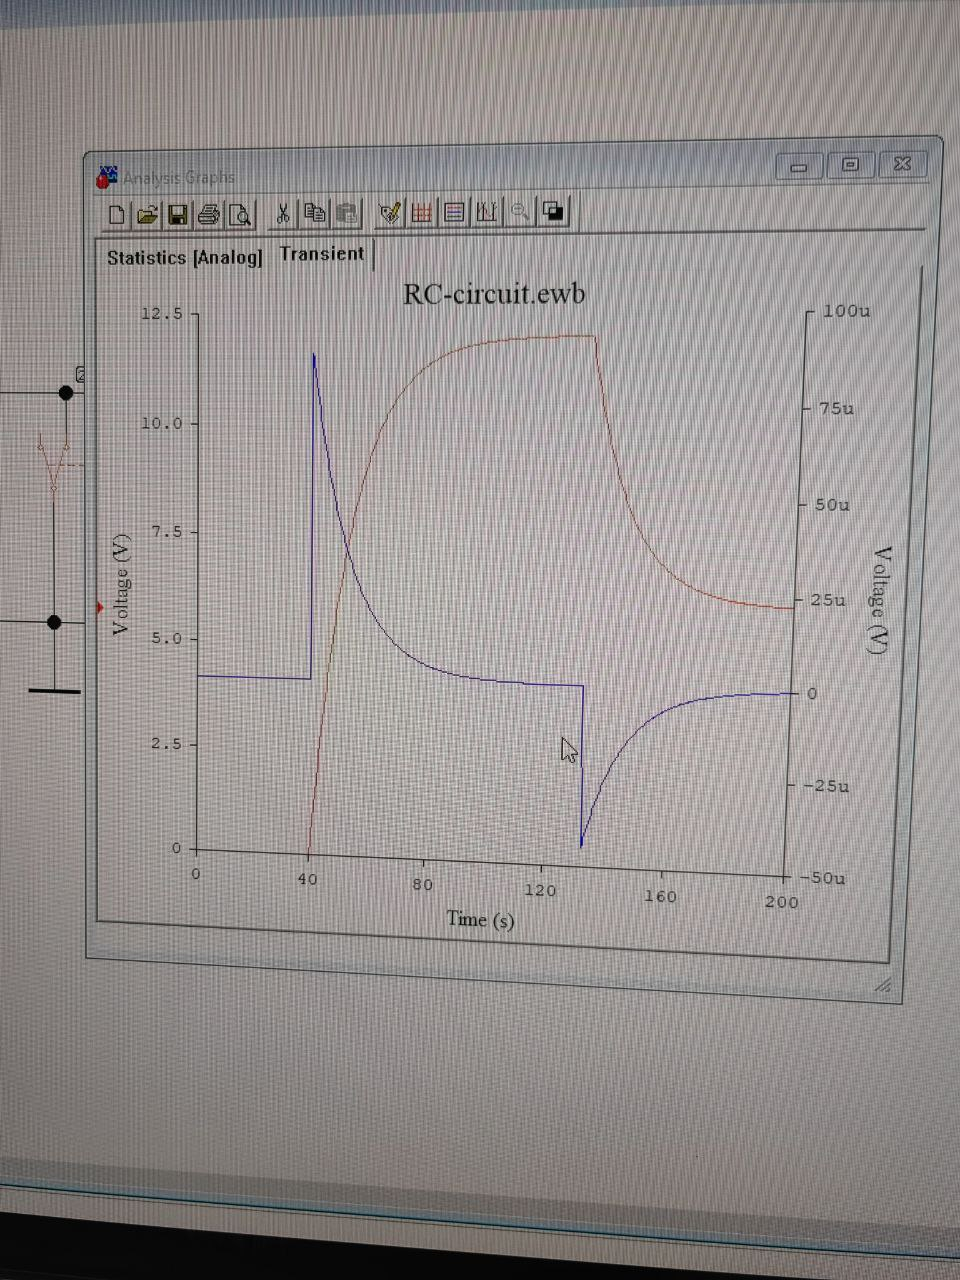 Analysis Graphs
Statistics [Analog] Transient
RC-circuit.ewb
12.5
10.0
7.5
5.0
2.5
0
Voltage (V)
0
40
80
120
160
200
Time (s)
100u
75u
50u
25u
0
-25u
-50u
Voltage (V)
2